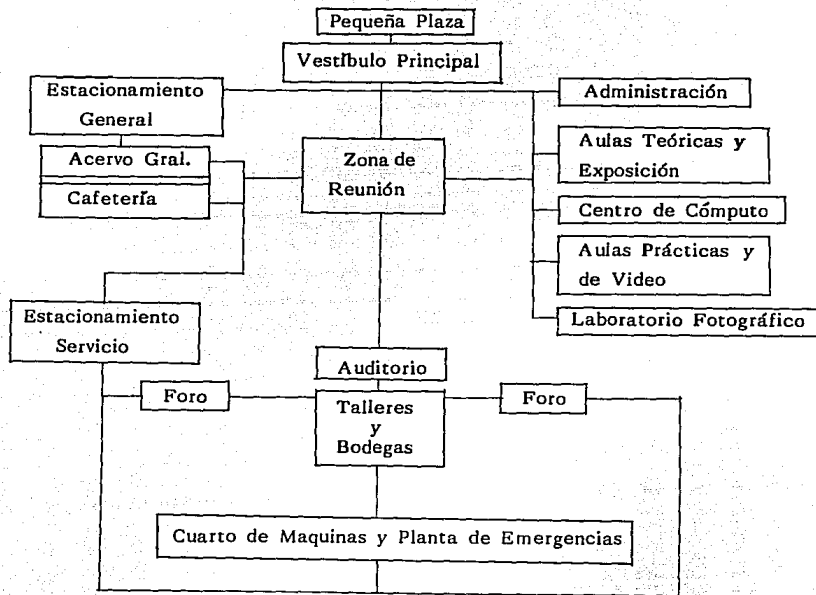 Pequeña Plaza
Vestíbulo Principal
Estacionamiento
General
Administración
Acervo Gral.
Cafetería
Zona de
Reunión
Aulas Teóricas y
Exposición
Centro de Cómputo
Aulas Prácticas y
de Video
Laboratorio Fotográfico
Estacionamiento
Servicio
Auditorio
Foro
Talleres
y
Bodegas
Foro
Cuarto de Maquinas y Planta de Emergencias